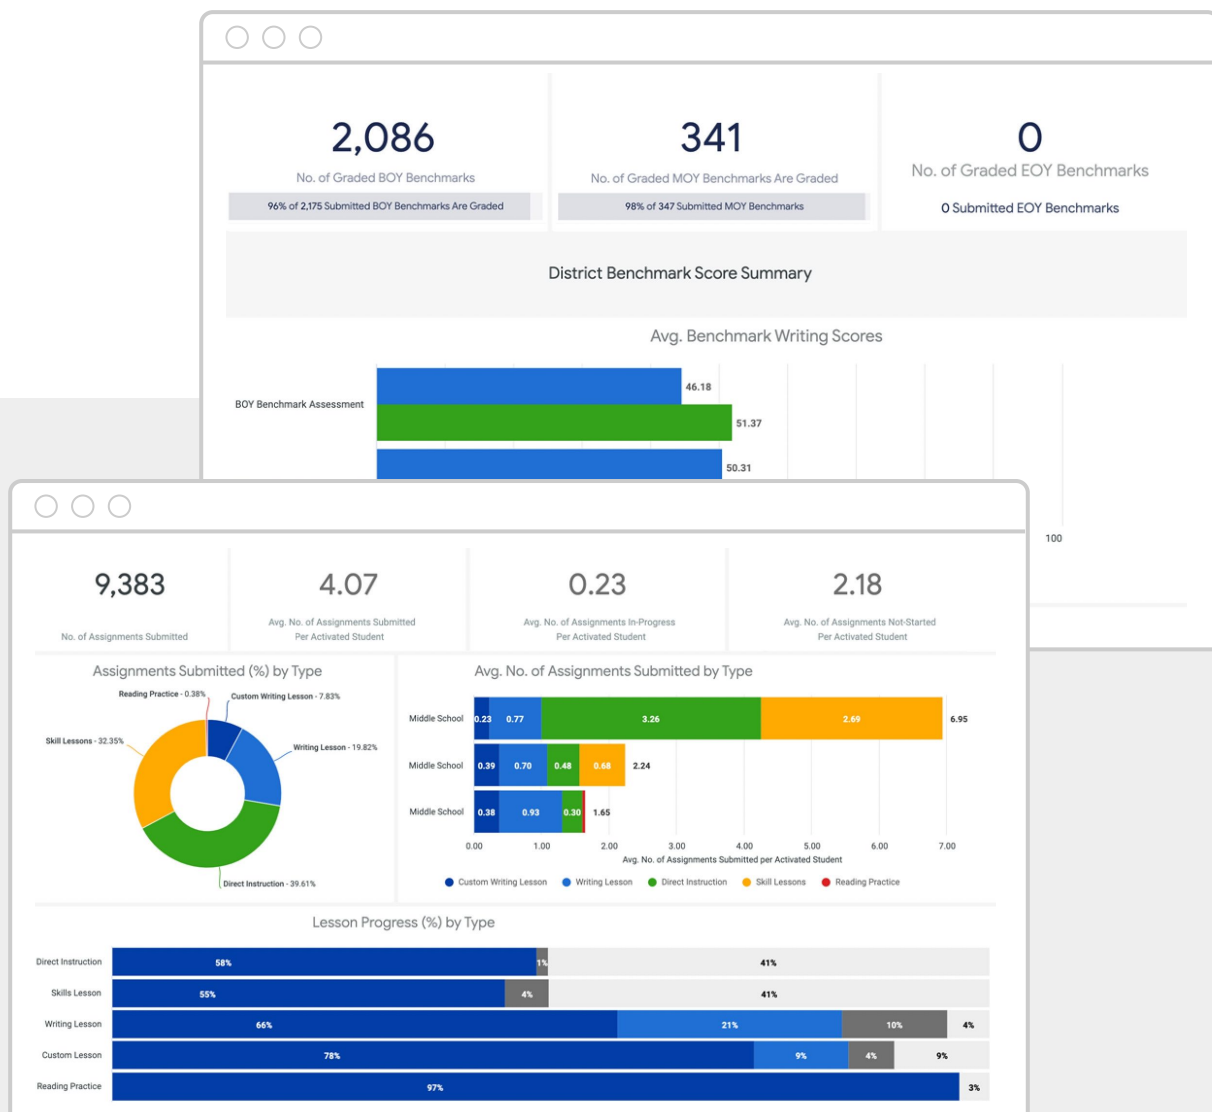 2,086
No. of Graded BOY Benchmarks
96% of 2,175 Submitted BOY Benchmarks Are Graded
341
No. of Graded MOY Benchmarks Are Graded
98% of 347 Submitted MOY Benchmarks
0
No. of Graded EOY Benchmarks
0 Submitted EOY Benchmarks
District Benchmark Score Summary
Avg. Benchmark Writing Scores
BOY Benchmark Assessment
46.18
51.37
50.31
100
9,383
No. of Assignments Submitted
4.07
Avg. No. of Assignments Submitted
Per Activated Student
0.23
Avg. No. of Assignments In-Progress
Per Activated Student
2.18
Avg. No. of Assignments Not-Started
Per Activated Student
Assignments Submitted (%) by Type
Reading Practice - 0.38%
Custom Writing Lesson - 7.83%
Skill Lessons - 32.35%
Writing Lesson - 19.82%
Direct Instruction - 39.61%
Avg. No. of Assignments Submitted by Type
Middle School 0.23 0.77 3.26 2.69 6.95
Middle School 0.39 0.70 0.48 0.68 2.24
Middle School 0.38 0.93 0.30 1.65
0.00 1.00 2.00 3.00 4.00 5.00 6.00 7.00
Avg. No. of Assignments Submitted per Activated Student
Custom Writing Lesson Writing Lesson Direct Instruction Skill Lessons Reading Practice
Lesson Progress (%) by Type
Direct Instruction 58% 1% 41%
Skills Lesson 55% 4% 41%
Writing Lesson 66% 21% 10% 4%
Custom Lesson 78% 9% 4% 9%
Reading Practice 97% 3%